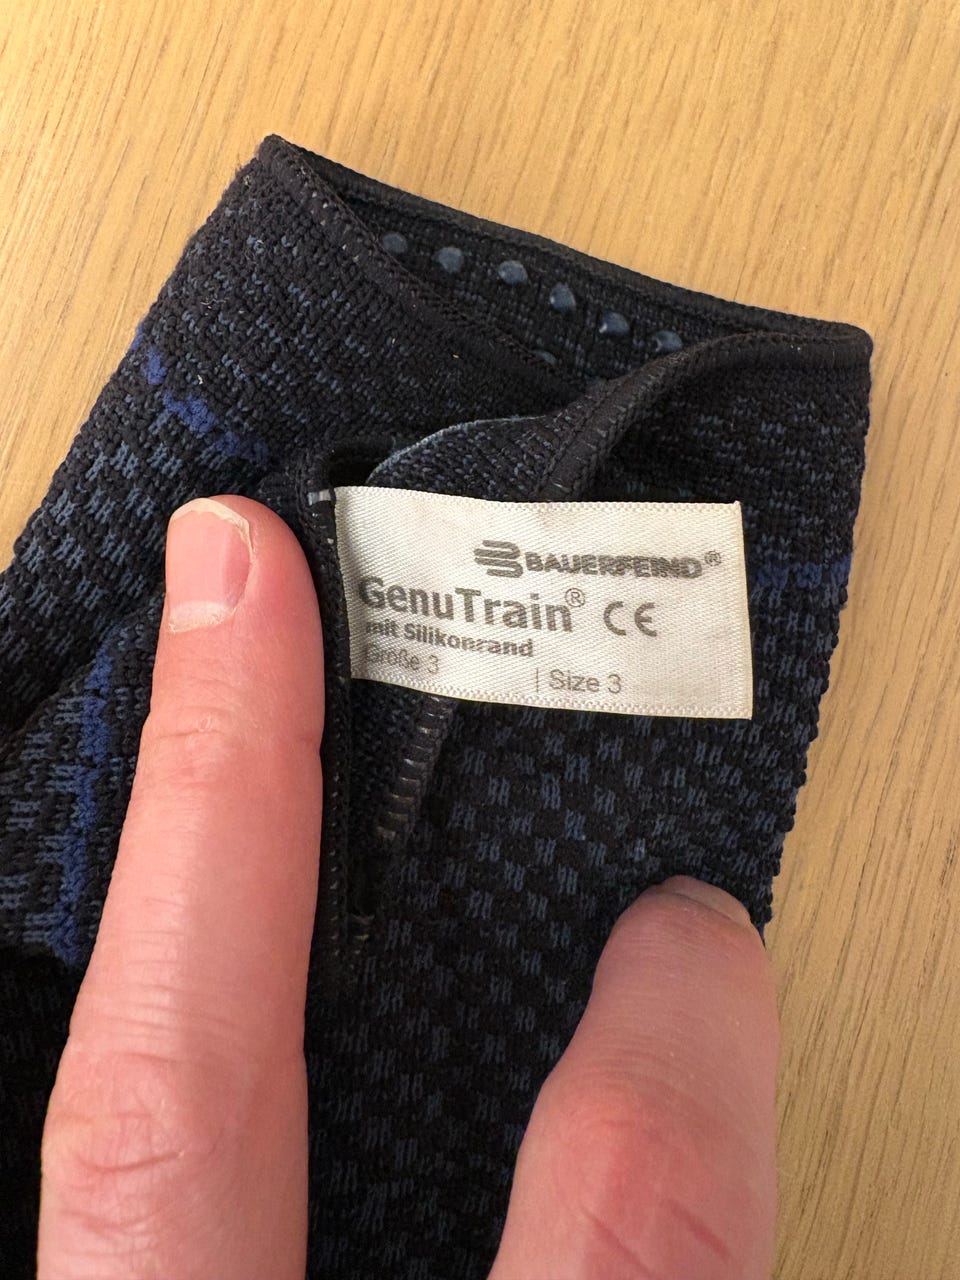 BAUERFEIND®
GenuTrain® CE
mit Silikonrand
Größe 3 | Size 3